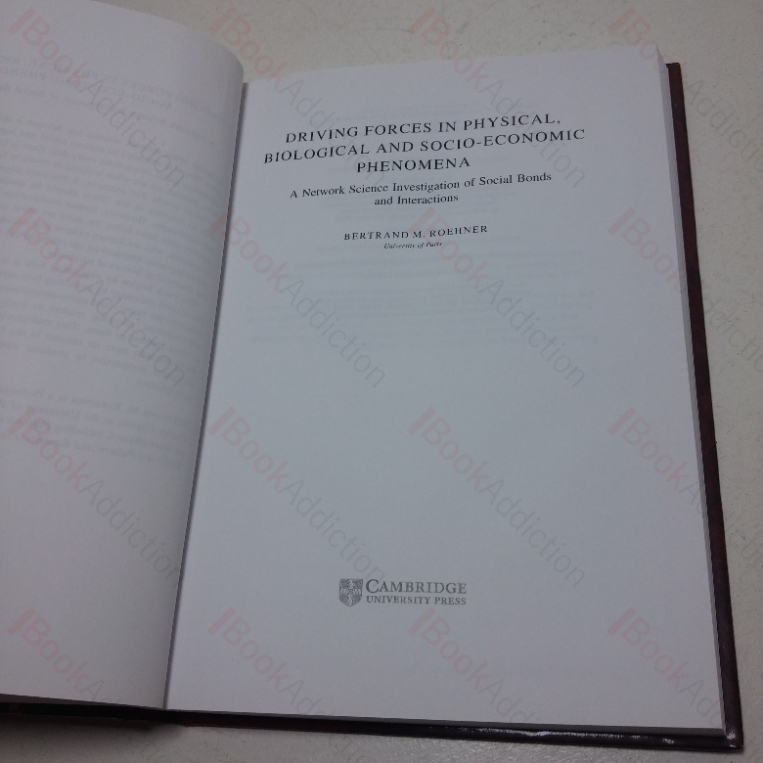 DRIVING FORCES IN PHYSICAL,
BIOLOGICAL AND SOCIO-ECONOMIC
PHENOMENA
A Network Science Investigation of Social Bonds
and Interactions
BERTRAND M. ROEHNER
University of Paris
CAMBRIDGE
UNIVERSITY PRESS
BookAddiction